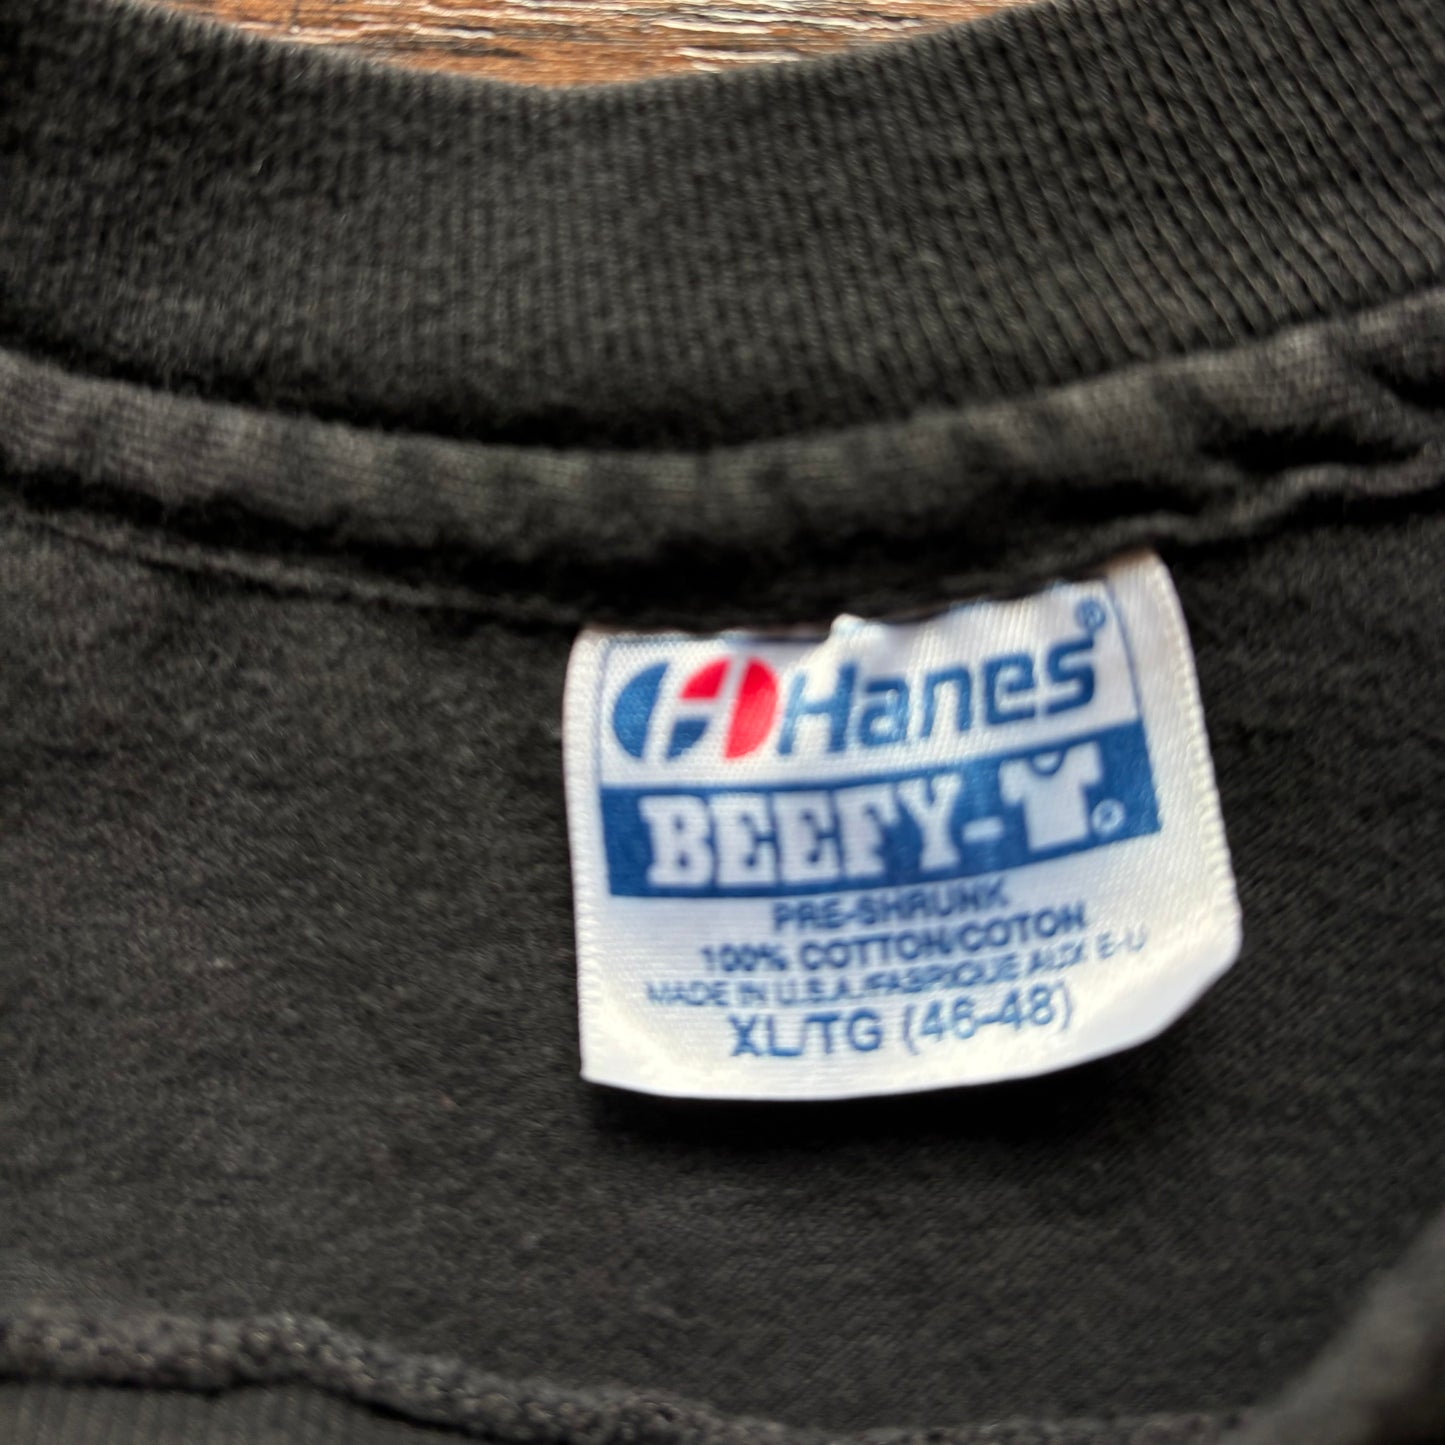 Hanes®
BEEFY-T®
PRE-SHRUNK
100% COTTON/COTON
MADE IN U.S.A./FABRIQUE AUX E-U
XL/TG (46-48)